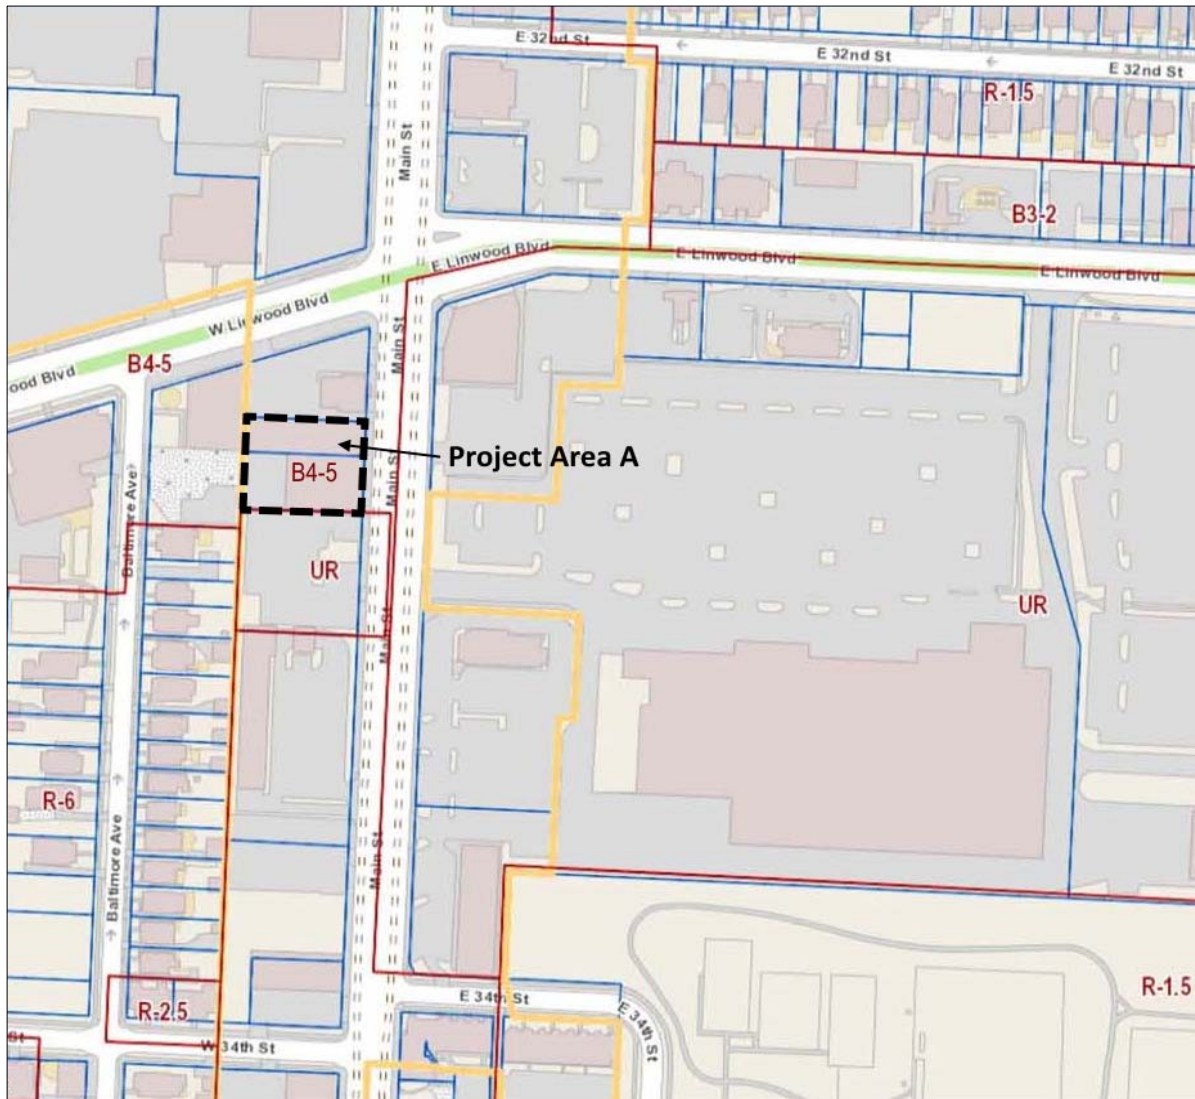 E 32nd St
E 32nd St
E 32nd St
R-1.5
Main St
B3-2
E Linwood Blvd
E Linwood Blvd
E Linwood Blvd
W Linwood Blvd
Main St
B4-5
ood Blvd
Project Area A
B4-5
Main St
Baltimore Ave
UR
UR
Main St
R-6
Main St
Baltimore Ave
R-1.5
E 34th St
R-2.5
E 34th St
St
W 34th St